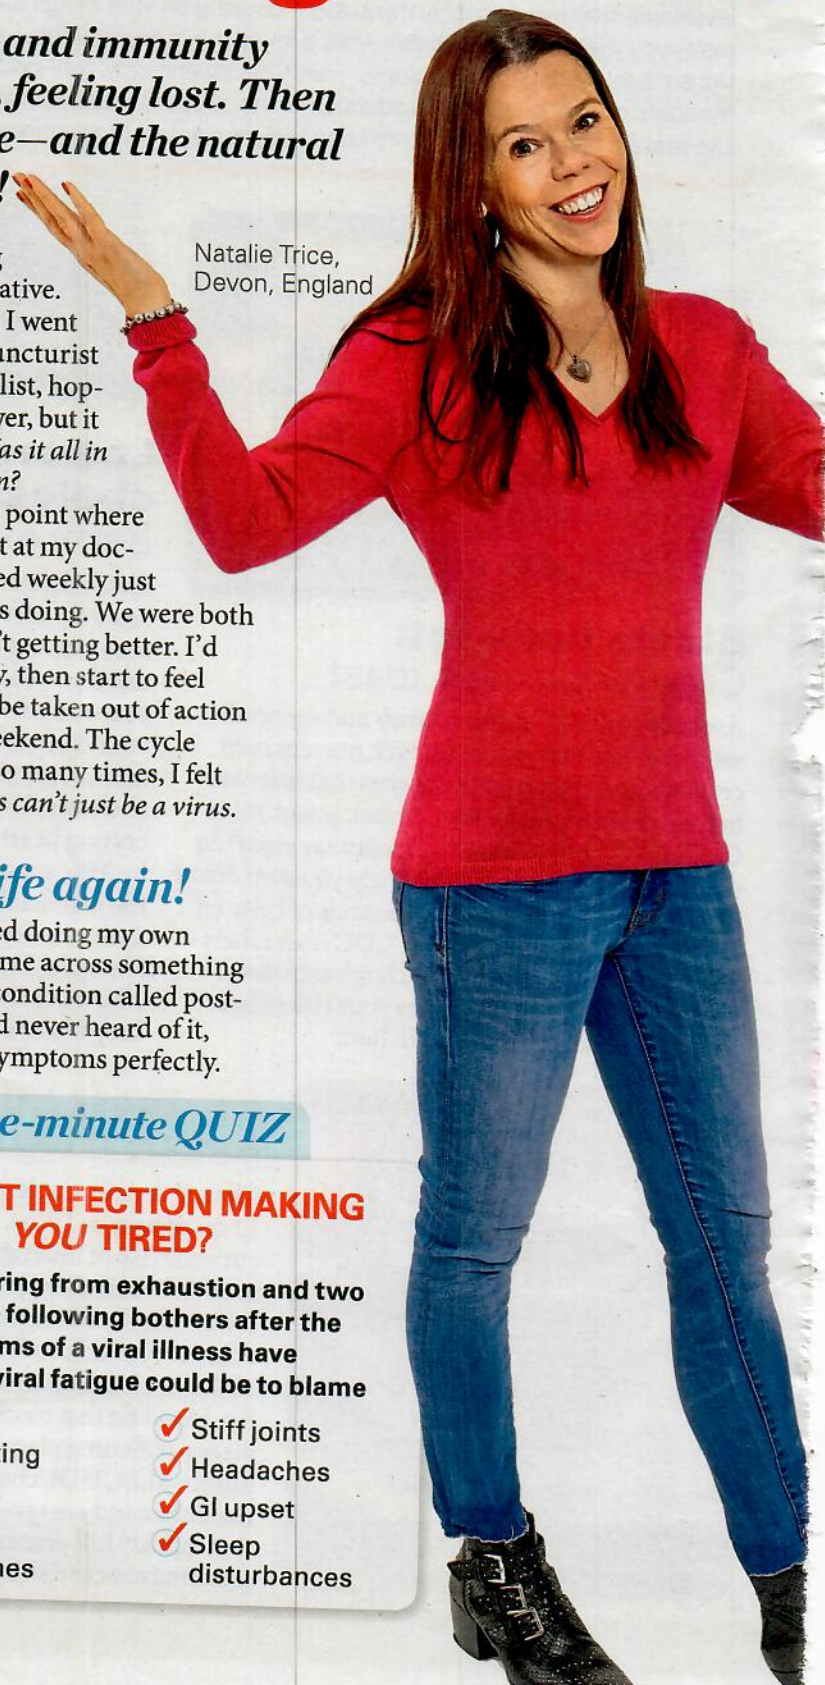 and immunity
feeling lost. Then
—and the natural
!
Natalie Trice,
Devon, England
ative.
I went
uncturist
list, hop-
ver, but it
as it all in
n?
point where
t at my doc-
ed weekly just
s doing. We were both
't getting better. I'd
y, then start to feel
be taken out of action
eekend. The cycle
o many times, I felt
s can't just be a virus.
ife again!
ed doing my own
me across something
condition called post-
d never heard of it,
ymptoms perfectly.
e-minute QUIZ
T INFECTION MAKING
YOU TIRED?
ring from exhaustion and two
following bothers after the
ms of a viral illness have
viral fatigue could be to blame
ting
nes
✓ Stiff joints
✓ Headaches
✓ GI upset
✓ Sleep
disturbances